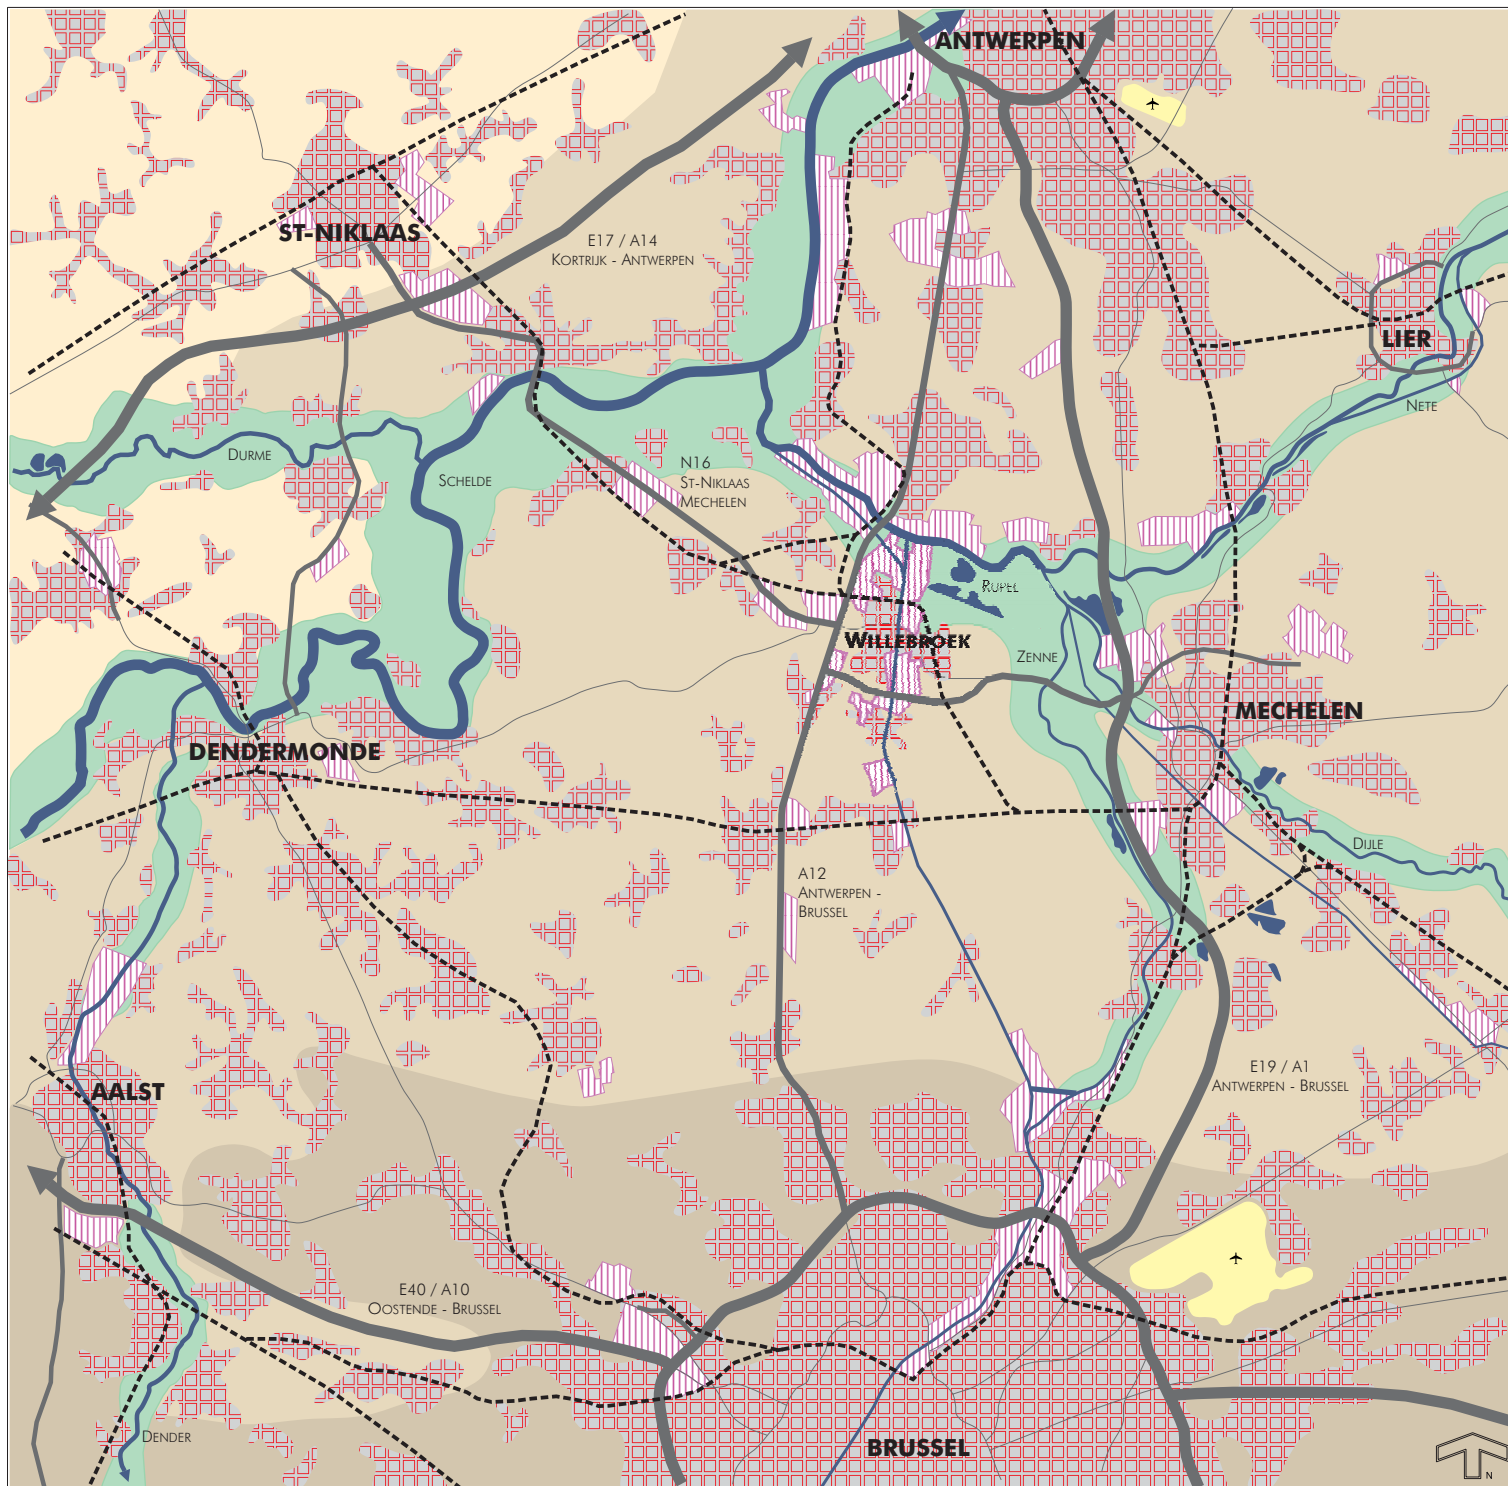 ANTWERPEN
ST-NIKLAAS
E17 / A14
KORTRIJK - ANTWERPEN
LIER
NETE
DURME
SCHELDE
N16
ST-NIKLAAS
MECHELEN
RUPEL
WILLEBROEK
ZENNE
MECHELEN
DENDERMONDE
DIJLE
A12
ANTWERPEN -
BRUSSEL
E19 / A1
ANTWERPEN - BRUSSEL
AALST
E40 / A10
OOSTENDE - BRUSSEL
DENDER
BRUSSEL
N